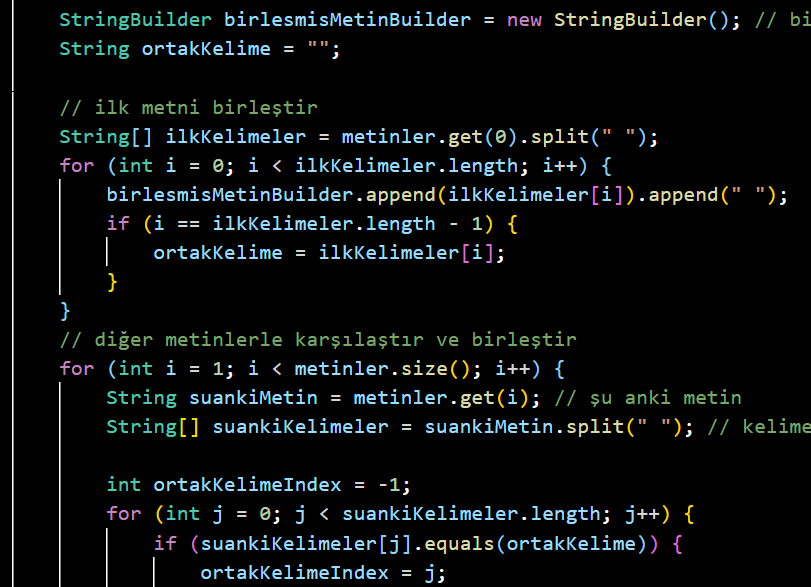 StringBuilder birlesmisMetinBuilder = new StringBuilder(); // bi
String ortakKelime = "";
// ilk metni birleştir
String[] ilkKelimeler = metinler.get(0).split(" ");
for (int i = 0; i < ilkKelimeler.length; i++) {
birlesmisMetinBuilder.append(ilkKelimeler[i]).append(" ");
if (i == ilkKelimeler.length - 1) {
ortakKelime = ilkKelimeler[i];
}
}
// diğer metinlerle karşılaştır ve birleştir
for (int i = 1; i < metinler.size(); i++) {
String suankiMetin = metinler.get(i); // şu anki metin
String[] suankiKelimeler = suankiMetin.split(" "); // kelime
int ortakKelimeIndex = -1;
for (int j = 0; j < suankiKelimeler.length; j++) {
if (suankiKelimeler[j].equals(ortakKelime)) {
ortakKelimeIndex = j;